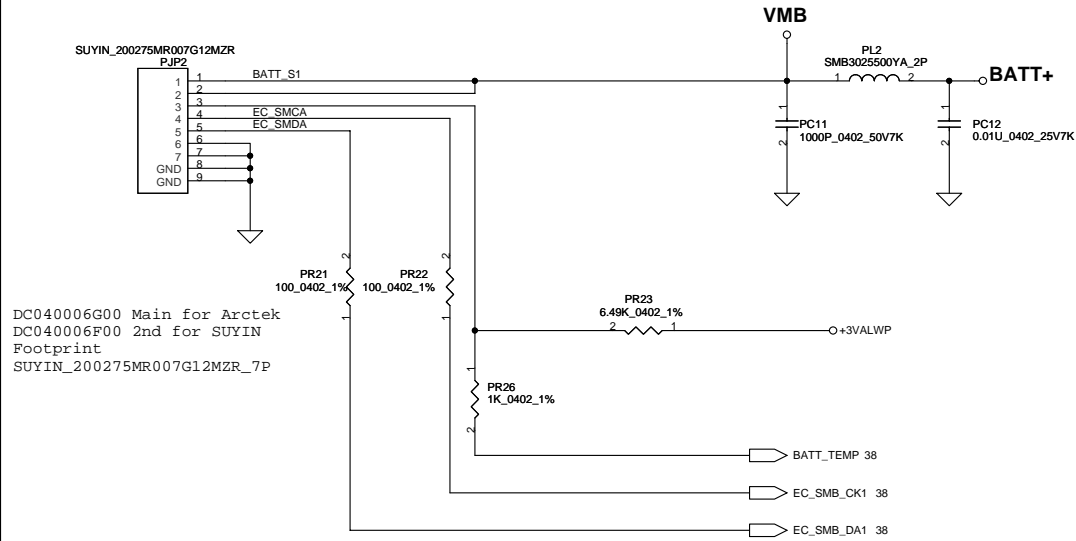 VMB
SUYIN_200275MR007G12MZR
PJP2
PL2
SMB3025500YA_2P
1 1 BATT_S1
2 2
3 3
4 4 EC_SMCA
5 5 EC_SMDA
6 6
7 7
GND 8
GND 9
1 2 BATT+
1
PC11
1000P_0402_50V7K
2
1
PC12
0.01U_0402_25V7K
2
2
PR21
100_0402_1%
1
2
PR22
100_0402_1%
1
PR23
6.49K_0402_1%
2 1 +3VALWP
DC040006G00 Main for Arctek
DC040006F00 2nd for SUYIN
Footprint
SUYIN_200275MR007G12MZR_7P
1
PR26
1K_0402_1%
2
BATT_TEMP 38
EC_SMB_CK1 38
EC_SMB_DA1 38